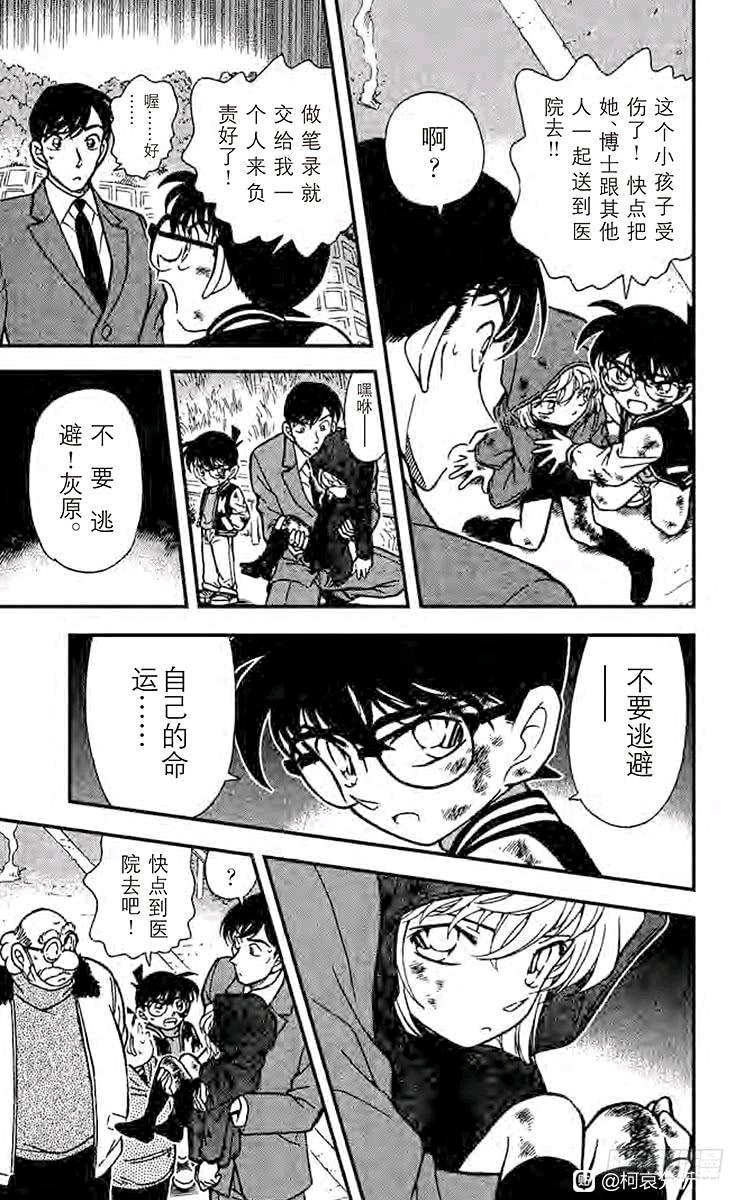 这个小孩子受
伤了！快点把
她、博士跟其他
人一起送到医
院去!!
啊？
做笔录就
交给我一
个人来负
责好了！
喔……好
……
嘿咻——
不要逃
避！灰原。
不要逃避
——
自己的命
运……
？
快点到医
院去吧！
@柯哀